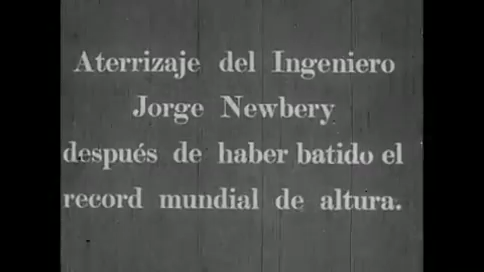 Aterrizaje del Ingeniero
Jorge Newbery
después de haber batido el
record mundial de altura.